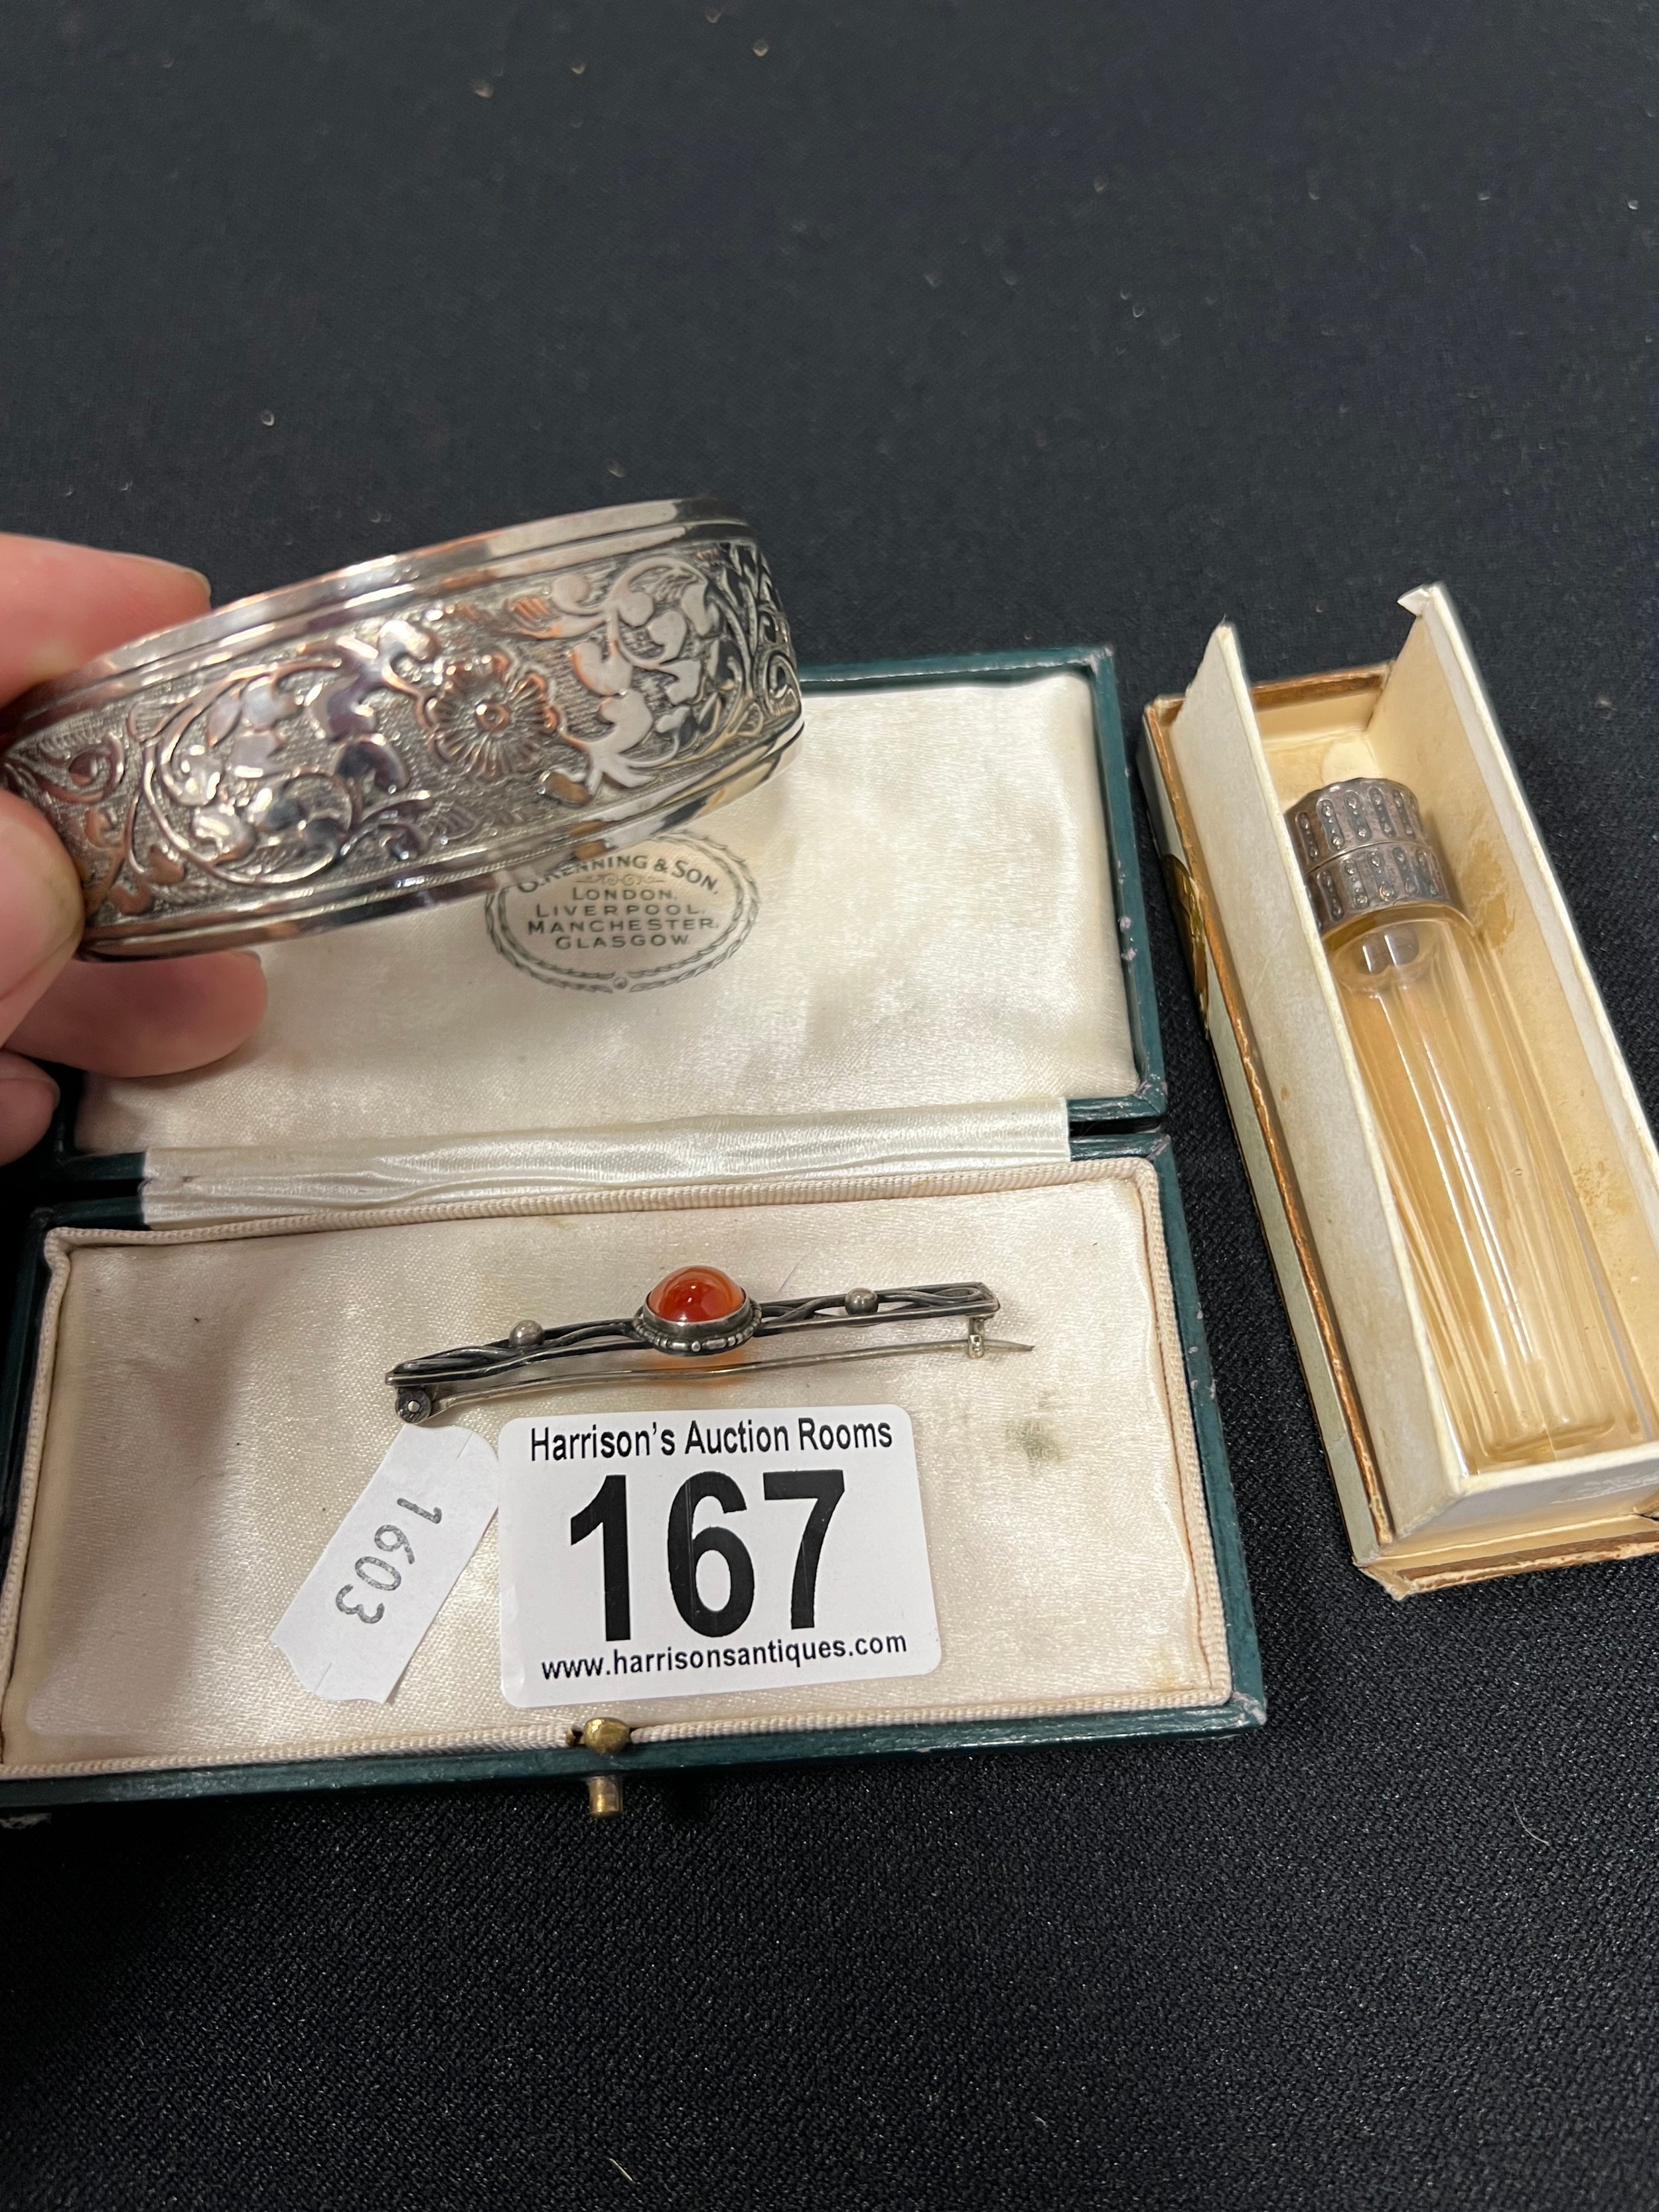 G. KENNING & SON.
LONDON,
LIVERPOOL,
MANCHESTER,
GLASGOW.
Harrison's Auction Rooms
167
www.harrisonsantiques.com
1603